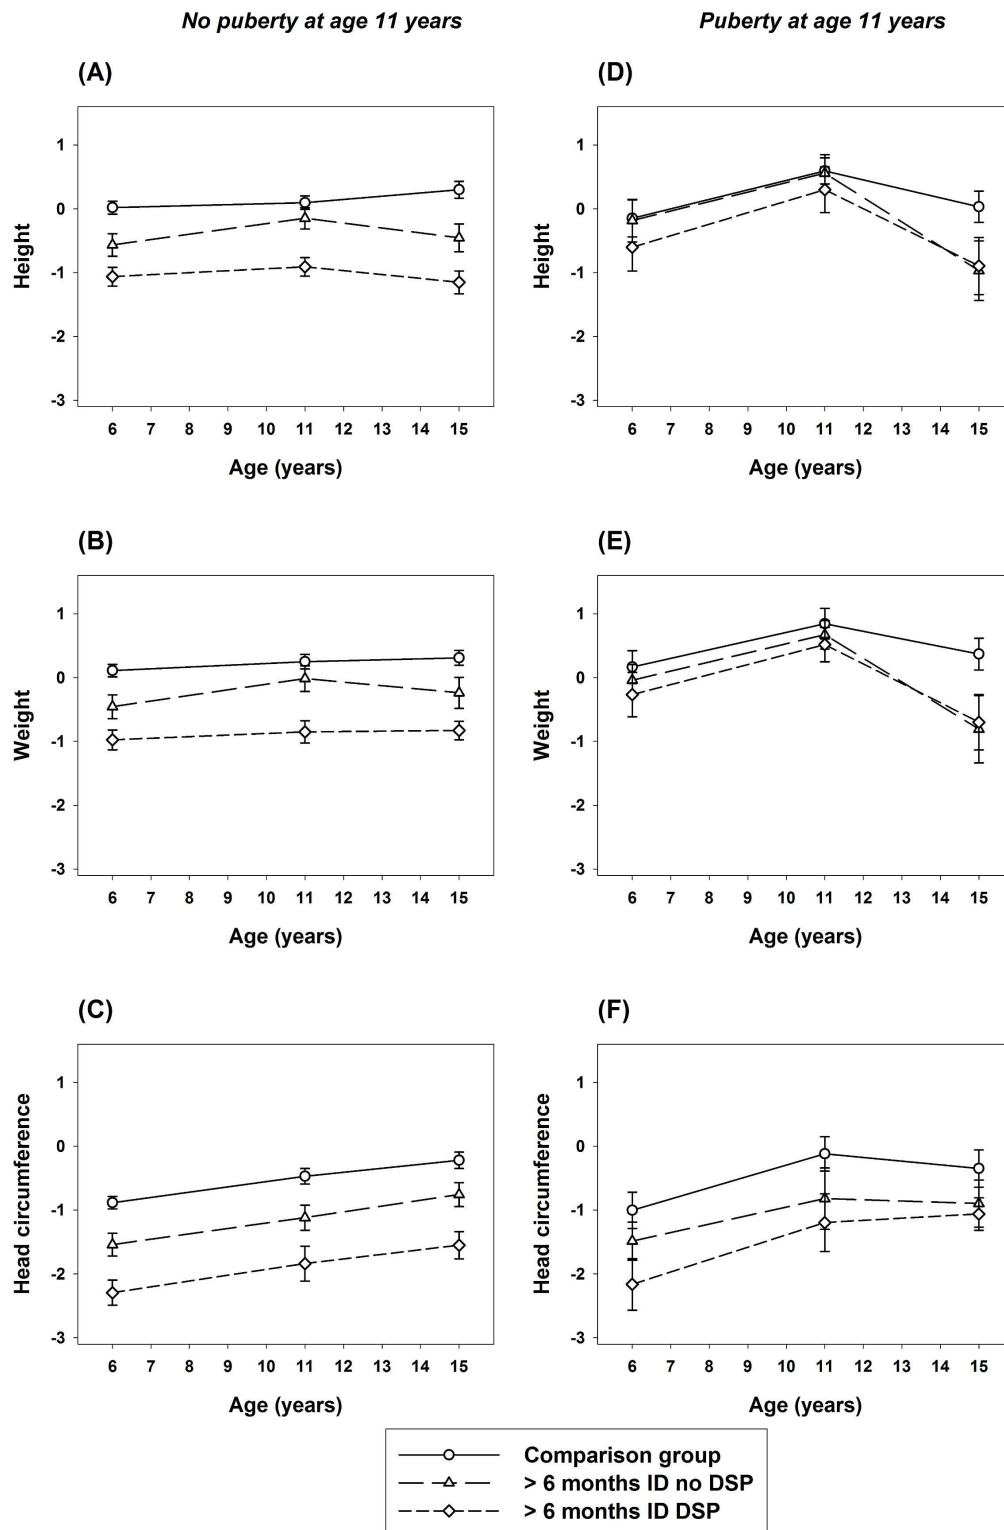 No puberty at age 11 years
Puberty at age 11 years
(A)
1
0
-1
-2
-3
Height
6 7 8 9 10 11 12 13 14 15
Age (years)
(D)
1
0
-1
-2
-3
Height
6 7 8 9 10 11 12 13 14 15
Age (years)
(B)
1
0
-1
-2
-3
Weight
6 7 8 9 10 11 12 13 14 15
Age (years)
(E)
1
0
-1
-2
-3
Weight
6 7 8 9 10 11 12 13 14 15
Age (years)
(C)
1
0
-1
-2
-3
Head circumference
6 7 8 9 10 11 12 13 14 15
Age (years)
(F)
1
0
-1
-2
-3
Head circumference
6 7 8 9 10 11 12 13 14 15
Age (years)
Comparison group
> 6 months ID no DSP
> 6 months ID DSP